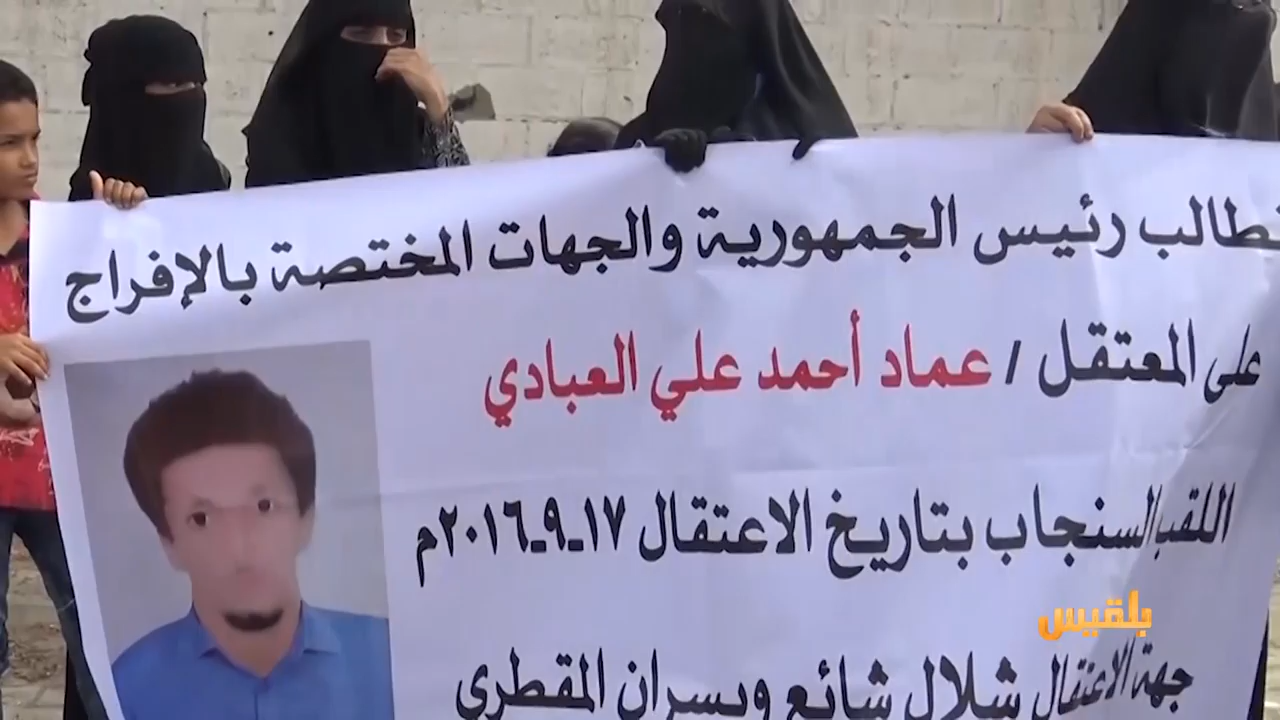 نطالب رئيس الجمهورية والجهات المختصة بالإفراج
على المعتقل / عماد أحمد علي العبادي
اللقب السنجاب بتاريخ الاعتقال ١٧-٩-٢٠١٦م
جهة الاعتقال شلال شائع ويسران المقطري
بلقيس